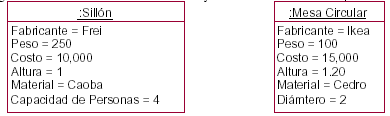 :Sillón
Fabricante = Frei
Peso = 250
Costo = 10,000
Altura = 1
Material = Caoba
Capacidad de Personas = 4
:Mesa Circular
Fabricante = Ikea
Peso = 100
Costo = 15,000
Altura = 1.20
Material = Cedro
Diámtero = 2